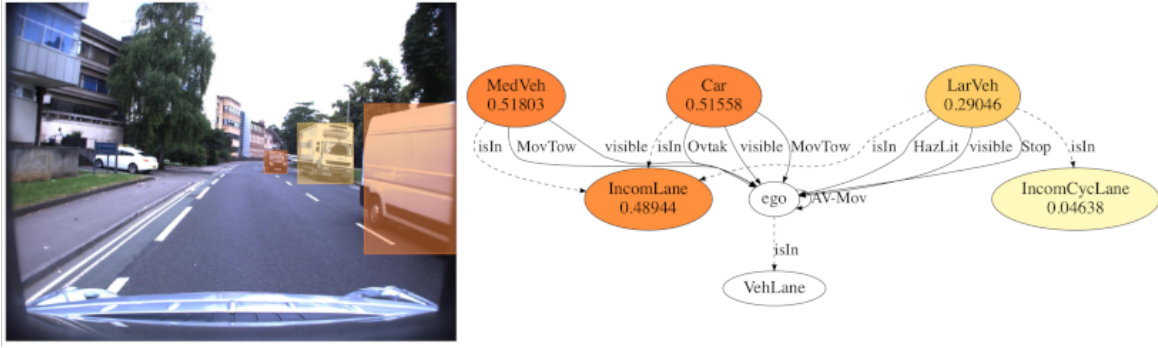 MedVeh
0.51803
Car
0.51558
LarVeh
0.29046
isIn
MovTow
visible
isIn
Ovtak
visible
MovTow
isIn
HazLit
visible
Stop
isIn
IncomLane
0.48944
ego
AV-Mov
IncomCycLane
0.04638
isIn
VehLane